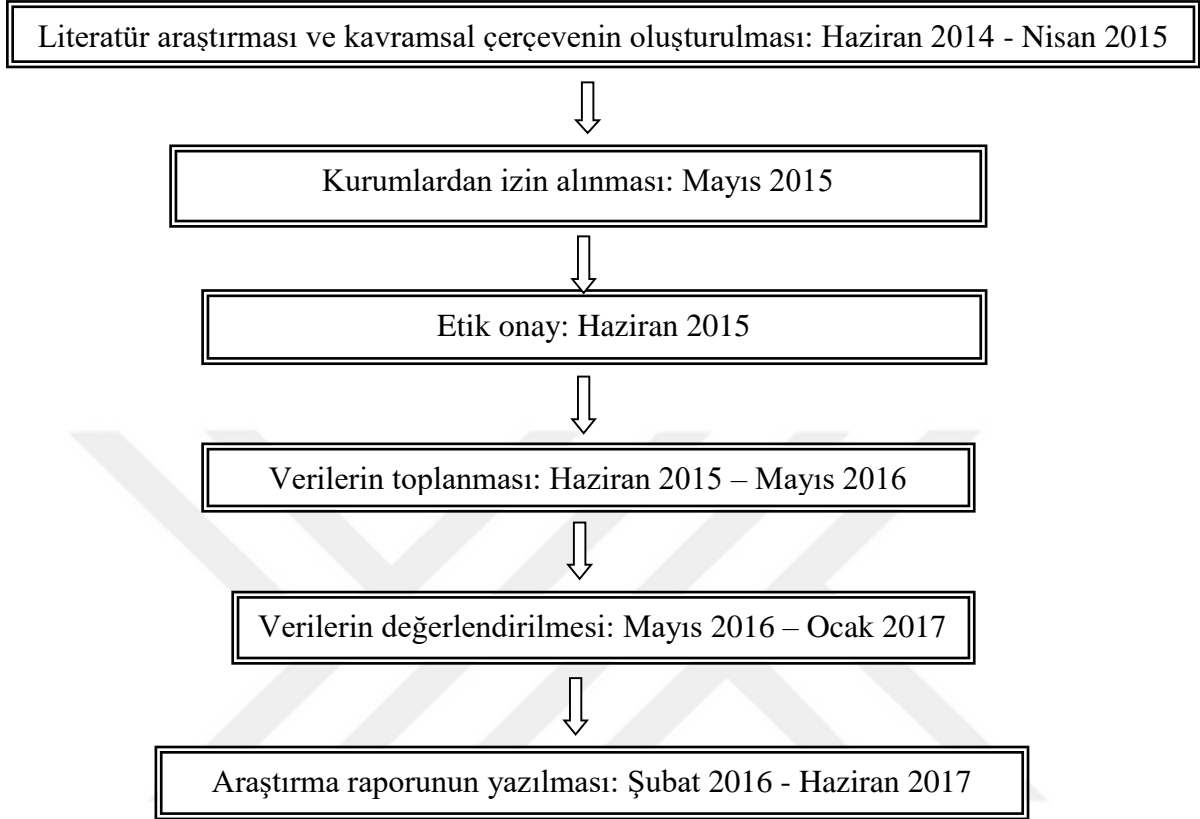 Literatür araştırması ve kavramsal çerçevenin oluşturulması: Haziran 2014 - Nisan 2015
Kurumlardan izin alınması: Mayıs 2015
Etik onay: Haziran 2015
Verilerin toplanması: Haziran 2015 – Mayıs 2016
Verilerin değerlendirilmesi: Mayıs 2016 – Ocak 2017
Araştırma raporunun yazılması: Şubat 2016 - Haziran 2017